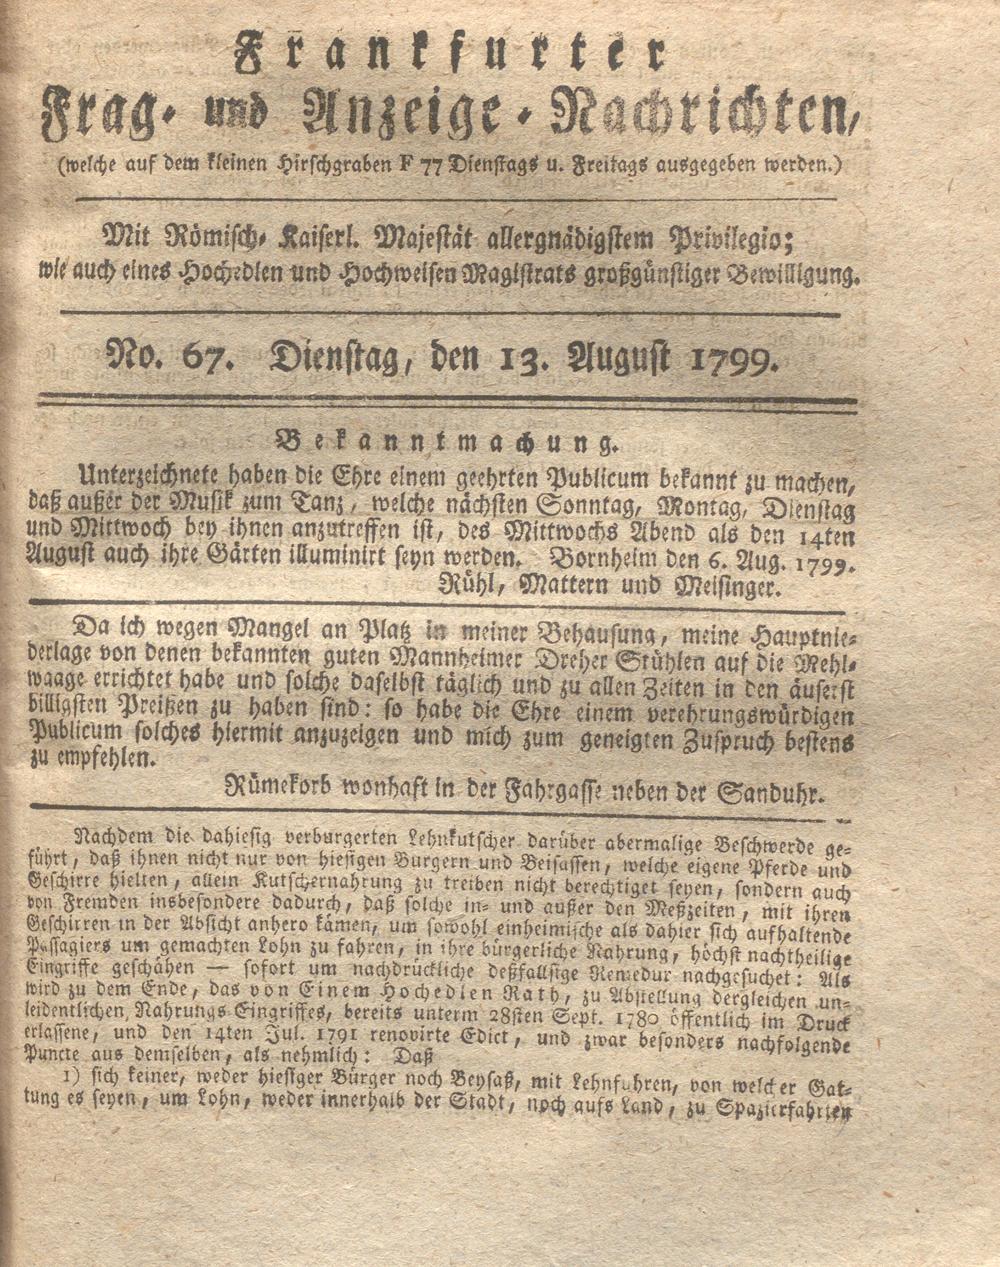 Frankfurter
Frag- und Anzeige-Nachrichten,
(welche auf dem kleinen Hirschgraben F 77 Dienstags u. Freitags ausgegeben werden.)
Mit Römisch- Kaiserl. Majestät allergnädigstem Privilegio;
wie auch eines Hochedlen und Hochweisen Magistrats großgünstiger Bewilligung.
No. 67. Dienstag, den 13. August 1799.
Bekanntmachung.
Unterzeichnete haben die Ehre einem geehrten Publicum bekannt zu machen,
daß außer der Musik zum Tanz, welche nächsten Sonntag, Montag, Dienstag
und Mittwoch bey ihnen anzutreffen ist, des Mittwochs Abend als den 14ten
August auch ihre Gärten illuminirt seyn werden. Bornheim den 6. Aug. 1799.
Rühl, Mattern und Meisinger.
Da ich wegen Mangel an Platz in meiner Behausung, meine Hauptnie-
derlage von denen bekannten guten Mannheimer Dreher Stühlen auf die Mehl-
waage errichtet habe und solche daselbst täglich und zu allen Zeiten in den äuserst
billigsten Preißen zu haben sind: so habe die Ehre einem verehrungswürdigen
Publicum solches hiermit anzuzeigen und mich zum geneigten Zuspruch bestens
zu empfehlen.
Rümekorb wonhaft in der Fahrgasse neben der Sanduhr.
Nachdem die dahiesig verburgerten Lehnkutscher darüber abermalige Beschwerde ge-
führt, daß ihnen nicht nur von hiesigen Burgern und Beisassen, welche eigene Pferde und
Geschirre hielten, allein Kutschernahrung zu treiben nicht berechtiget seyen, sondern auch
von Fremden insbesondere dadurch, daß solche in- und außer den Meßzeiten, mit ihren
Geschirren in der Absicht anhero kämen, um sowohl einheimische als dahier sich aufhaltende
Passagiers um gemachten Lohn zu fahren, in ihre bürgerliche Nahrung, höchst nachtheilige
Eingriffe geschähen — sofort um nachdrückliche deßfallsige Remedur nachgesuchet: Als
wird zu dem Ende, das von Einem Hochedlen Rath, zu Abstellung dergleichen un-
leidentlichen Nahrungs-Eingriffes, bereits unterm 28sten Sept. 1780 öffentlich im Druck
erlassene, und den 14ten Jul. 1791 renovirte Edict, und zwar besonders nachfolgende
Puncte aus demselben, als nehmlich: Daß
1) sich keiner, weder hiesiger Bürger noch Beysaß, mit Lehnfuhren, von welcher Gat-
tung es seyen, um Lohn, weder innerhalb der Stadt, noch aufs Land, zu Spazierfahrten